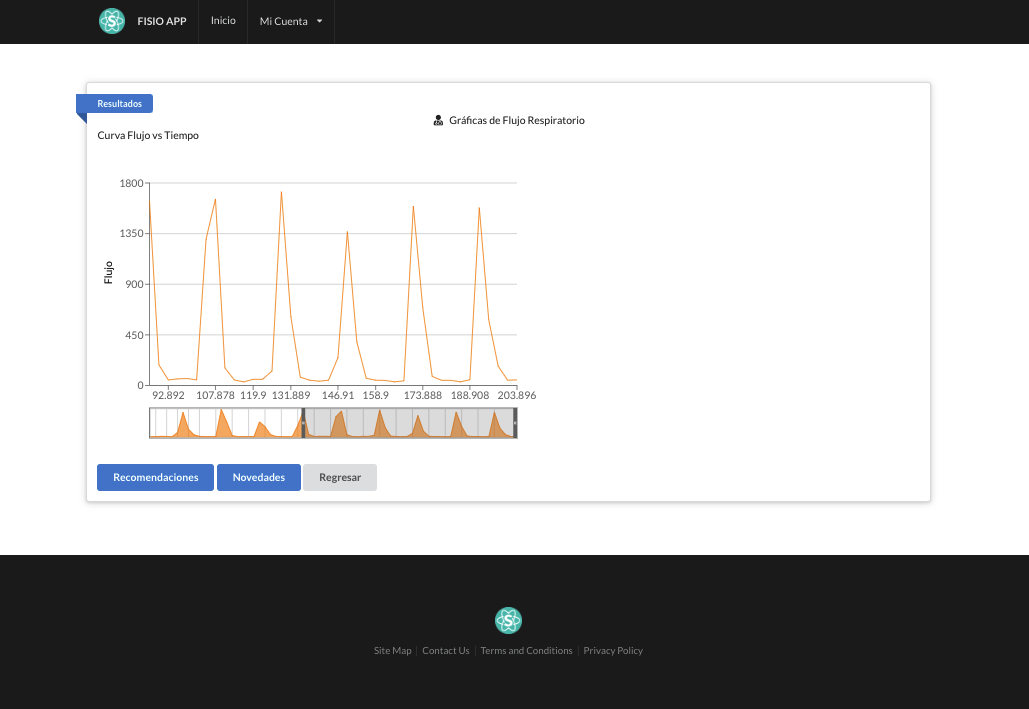 S FISIO APP Inicio Mi Cuenta
Resultados
Gráficas de Flujo Respiratorio
Curva Flujo vs Tiempo
1800
1350
Flujo
900
450
0
92.892 107.878 119.9 131.889 146.91 158.9 173.888 188.908 203.896
Recomendaciones Novedades Regresar
S
Site Map Contact Us Terms and Conditions Privacy Policy